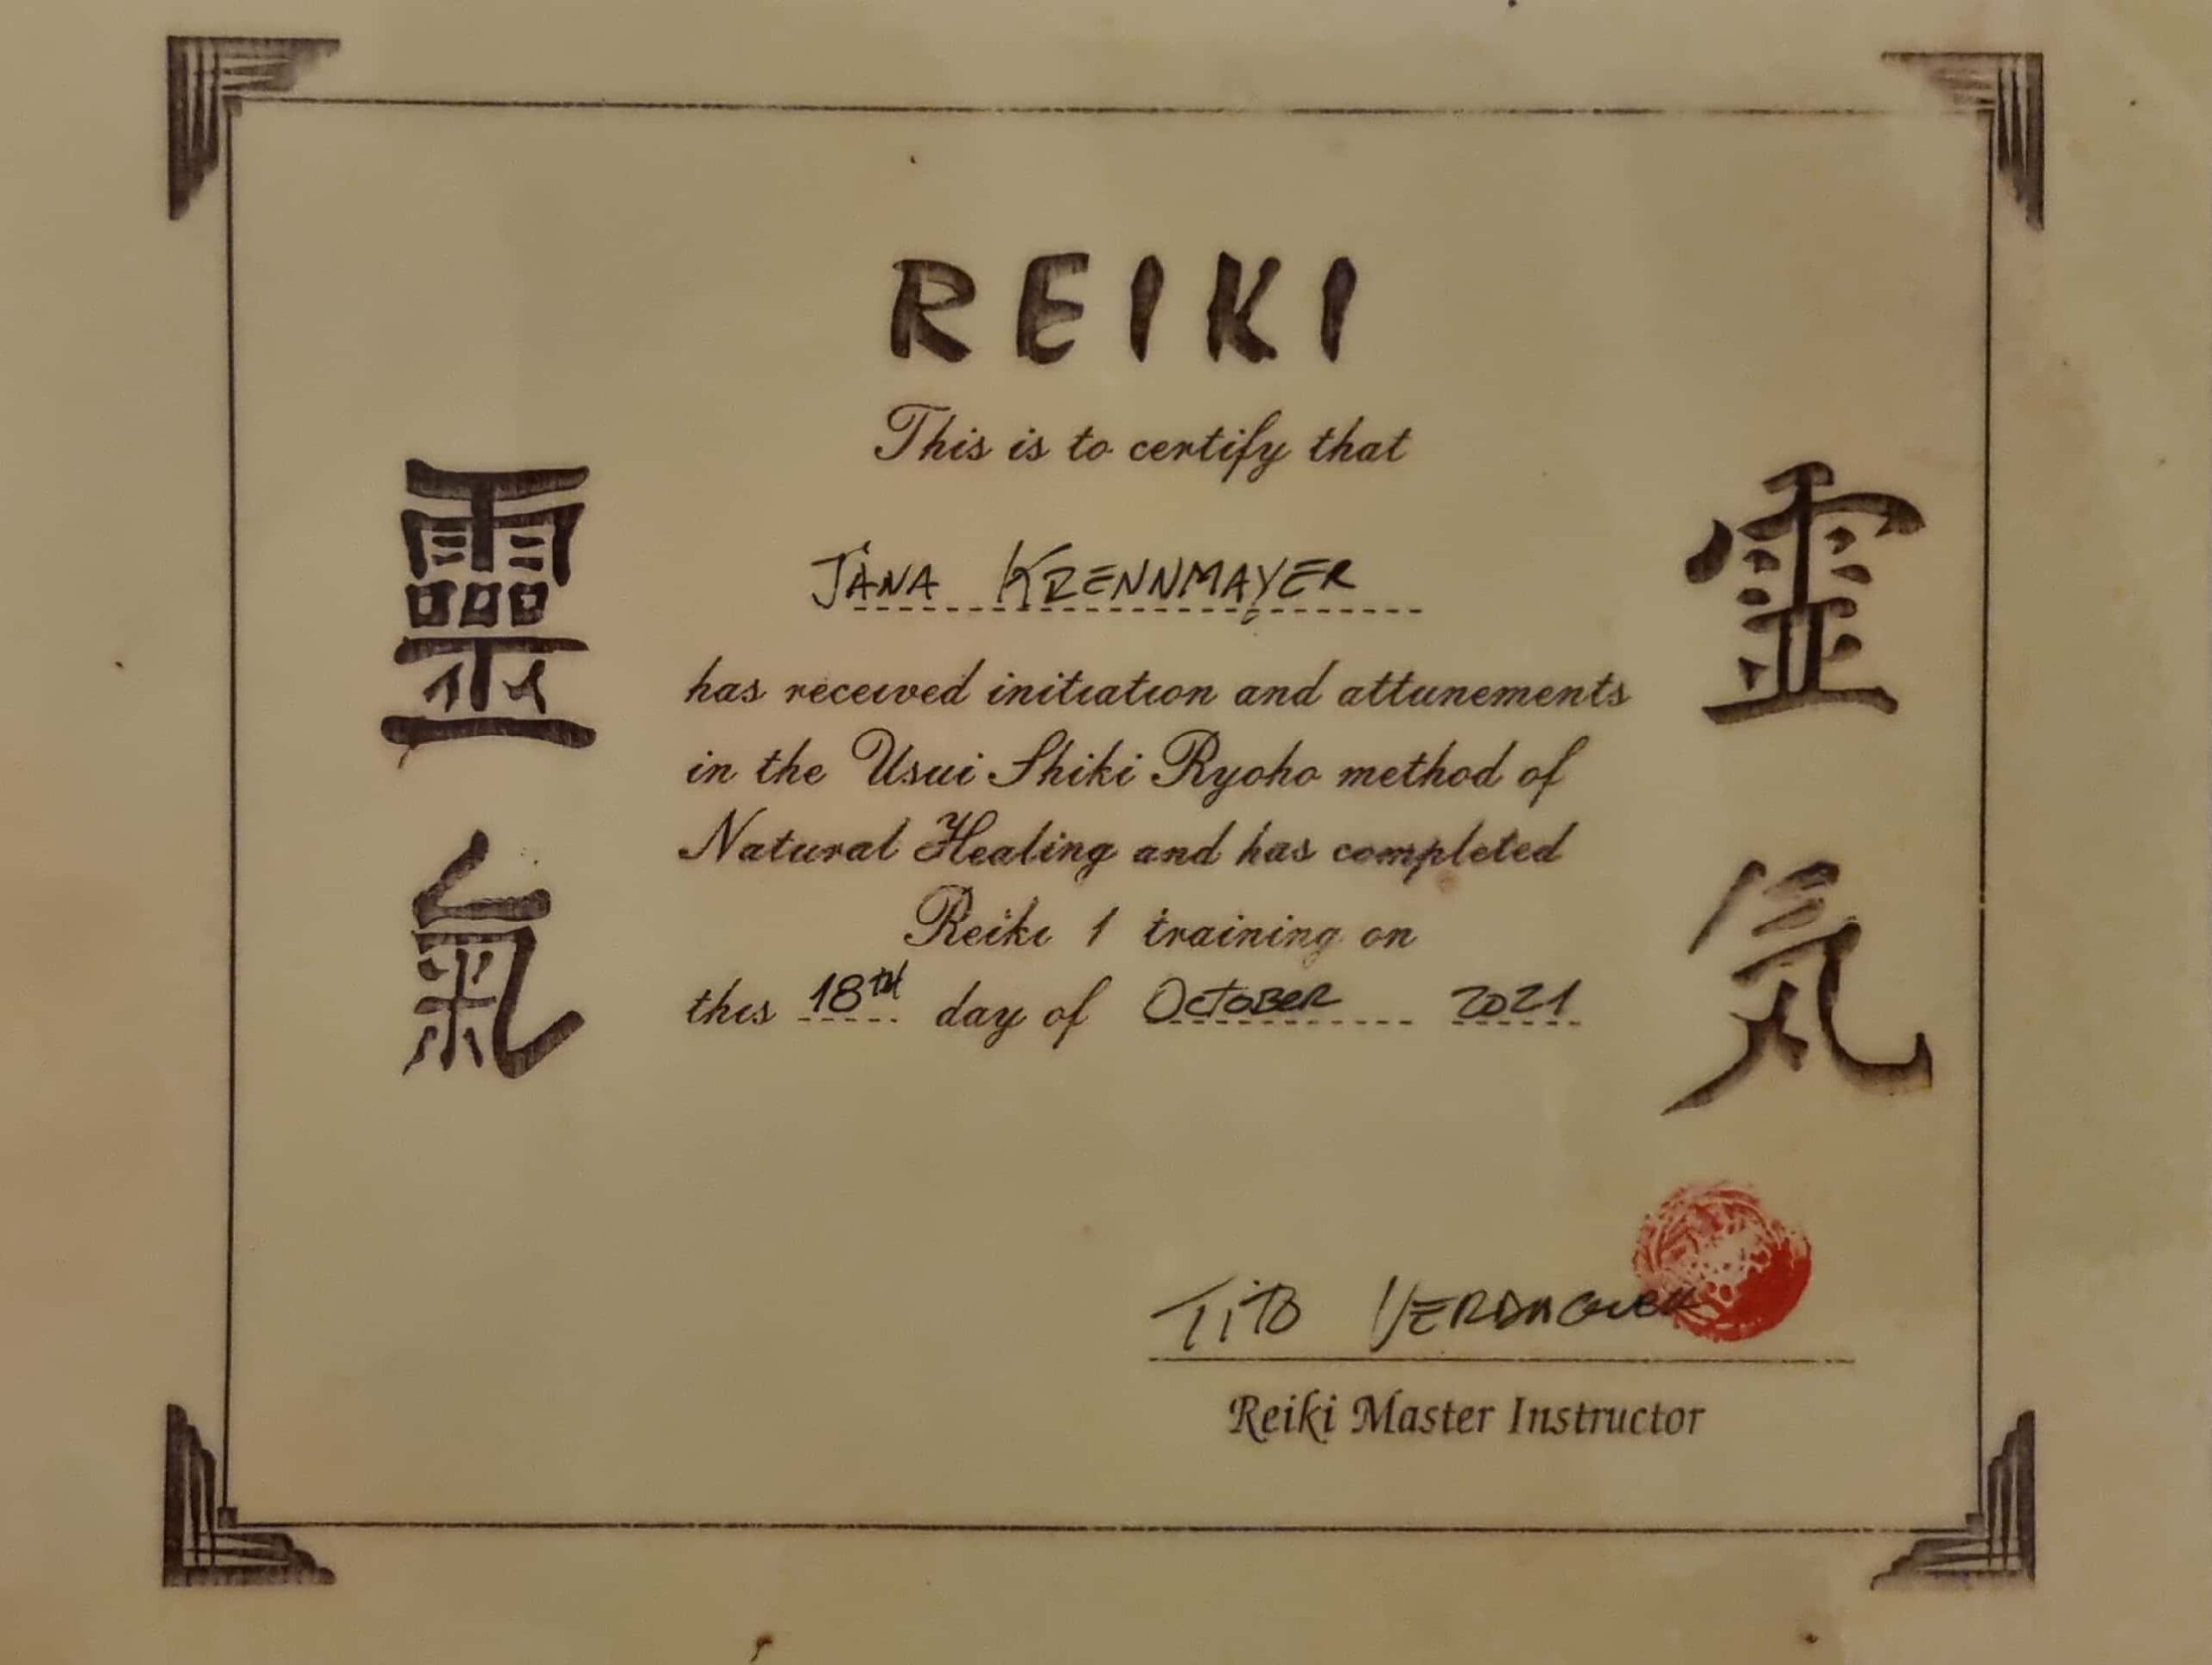 REIKI
This is to certify that
JANA KRENNMAYER
has received initiation and attunements
in the Usui Shiki Ryoho method of
Natural Healing and has completed
Reiki 1 training on
this 18TH day of OCTOBER 2021
靈
氣
霊
気
TITO VERDAGUER
Reiki Master Instructor